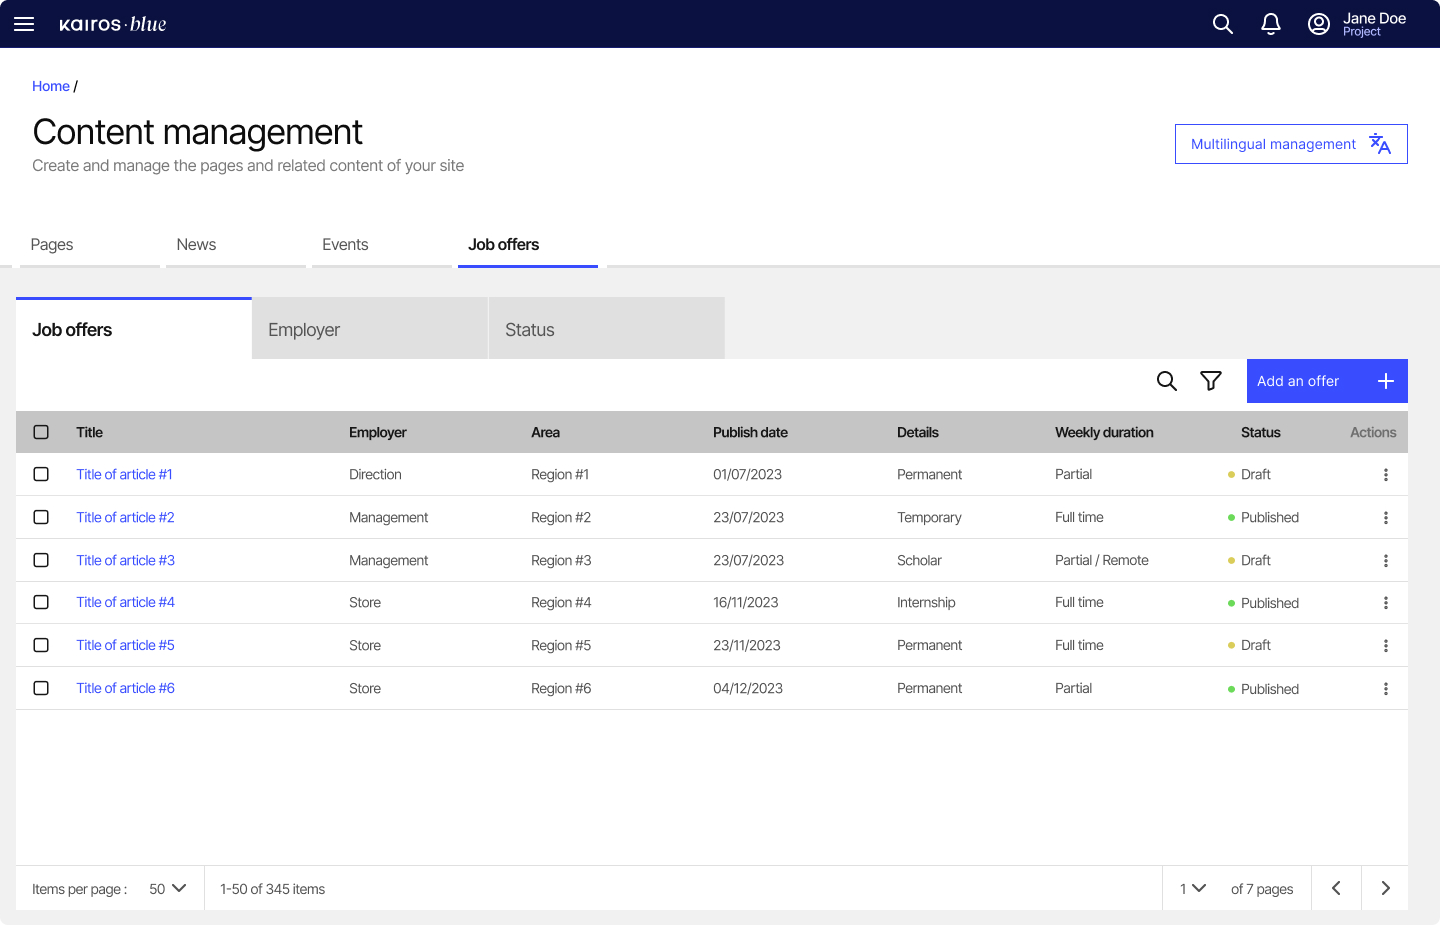 kaıros·blue
Jane Doe
Project
Home /
Content management
Create and manage the pages and related content of your site
Multilingual management
Pages News Events Job offers
Job offers Employer Status
Add an offer
Title Employer Area Publish date Details Weekly duration Status Actions
Title of article #1 Direction Region #1 01/07/2023 Permanent Partial Draft
Title of article #2 Management Region #2 23/07/2023 Temporary Full time Published
Title of article #3 Management Region #3 23/07/2023 Scholar Partial / Remote Draft
Title of article #4 Store Region #4 16/11/2023 Internship Full time Published
Title of article #5 Store Region #5 23/11/2023 Permanent Full time Draft
Title of article #6 Store Region #6 04/12/2023 Permanent Partial Published
Items per page : 50 1-50 of 345 items 1 of 7 pages